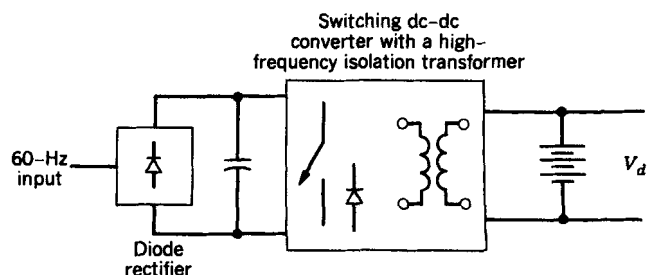 Switching dc-dc
converter with a high-
frequency isolation transformer
60-Hz
input
V_d
Diode
rectifier